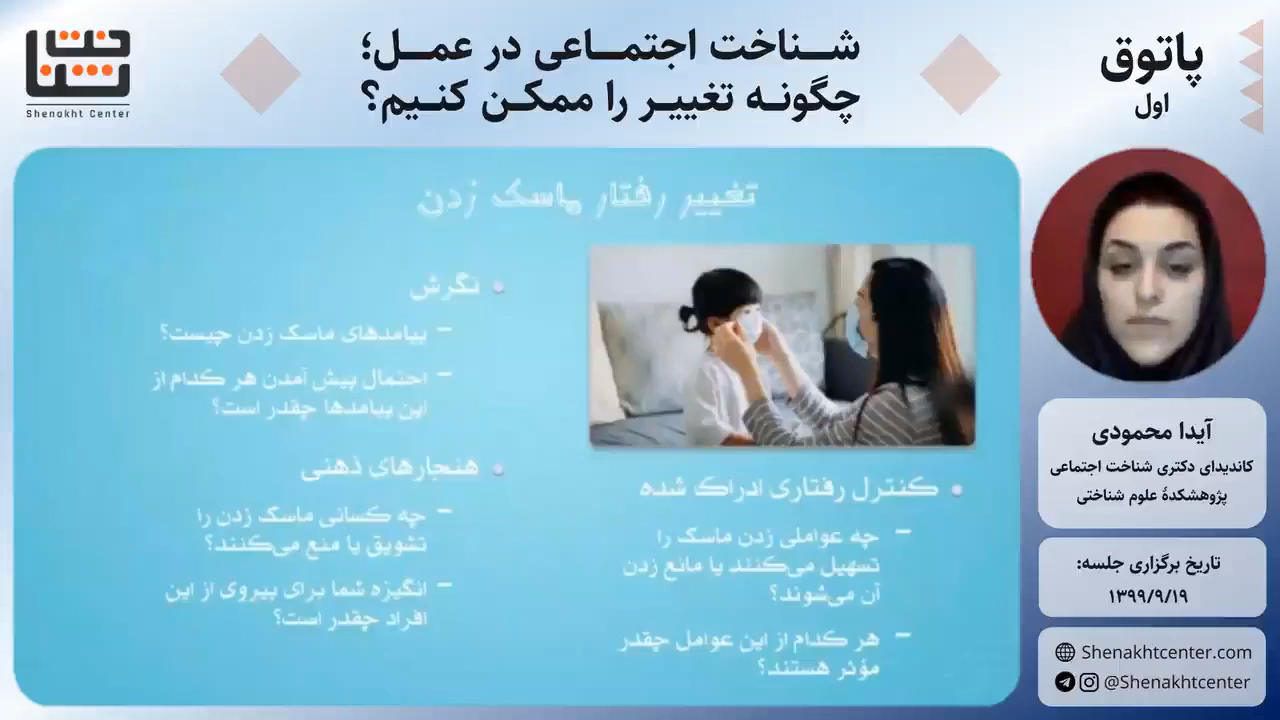 پاتوق
اول
شناخت اجتماعی در عمل؛
چگونه تغییر را ممکن کنیم؟
شناخت
Shenakht Center
تغییر رفتار ماسک زدن
نگرش
– پیامدهای ماسک زدن چیست؟
– احتمال پیش آمدن هر کدام از
این پیامدها چقدر است؟
هنجارهای ذهنی
– چه کسانی ماسک زدن را
تشویق یا منع می‌کنند؟
– انگیزه شما برای پیروی از این
افراد چقدر است؟
کنترل رفتاری ادراک شده
– چه عواملی زدن ماسک را
تسهیل می‌کنند یا مانع زدن
آن می‌شوند؟
– هر کدام از این عوامل چقدر
مؤثر هستند؟
آیدا محمودی
کاندیدای دکتری شناخت اجتماعی
پژوهشکدهٔ علوم شناختی
تاریخ برگزاری جلسه:
۱۳۹۹/۹/۱۹
Shenakhtcenter.com
@Shenakhtcenter